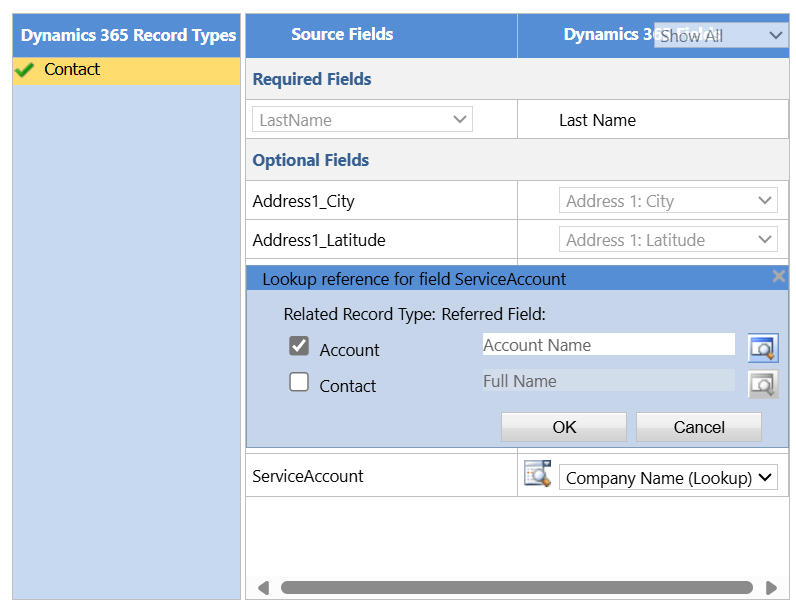 Dynamics 365 Record Types
Source Fields
Dynamics 365 Fields
Show All
Contact
Required Fields
LastName
Last Name
Optional Fields
Address1_City
Address 1: City
Address1_Latitude
Address 1: Latitude
Lookup reference for field ServiceAccount
Related Record Type: Referred Field:
Account
Account Name
Contact
Full Name
OK
Cancel
ServiceAccount
Company Name (Lookup)